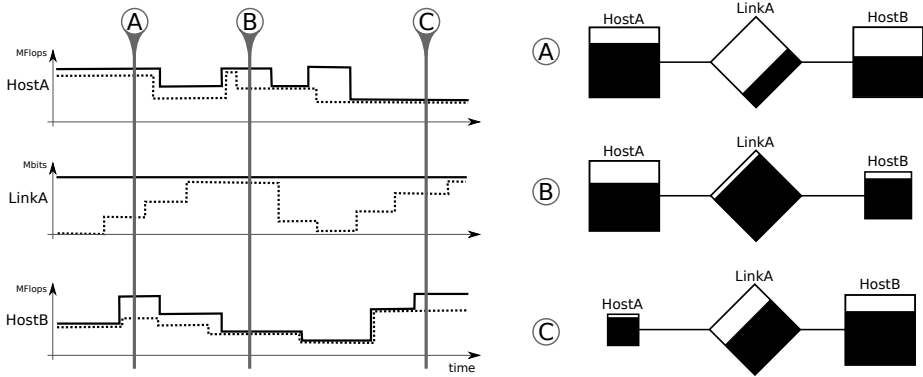 A
B
C
MFlops
HostA
Mbits
LinkA
MFlops
HostB
time
A
HostA
LinkA
HostB
B
HostA
LinkA
HostB
C
HostA
LinkA
HostB